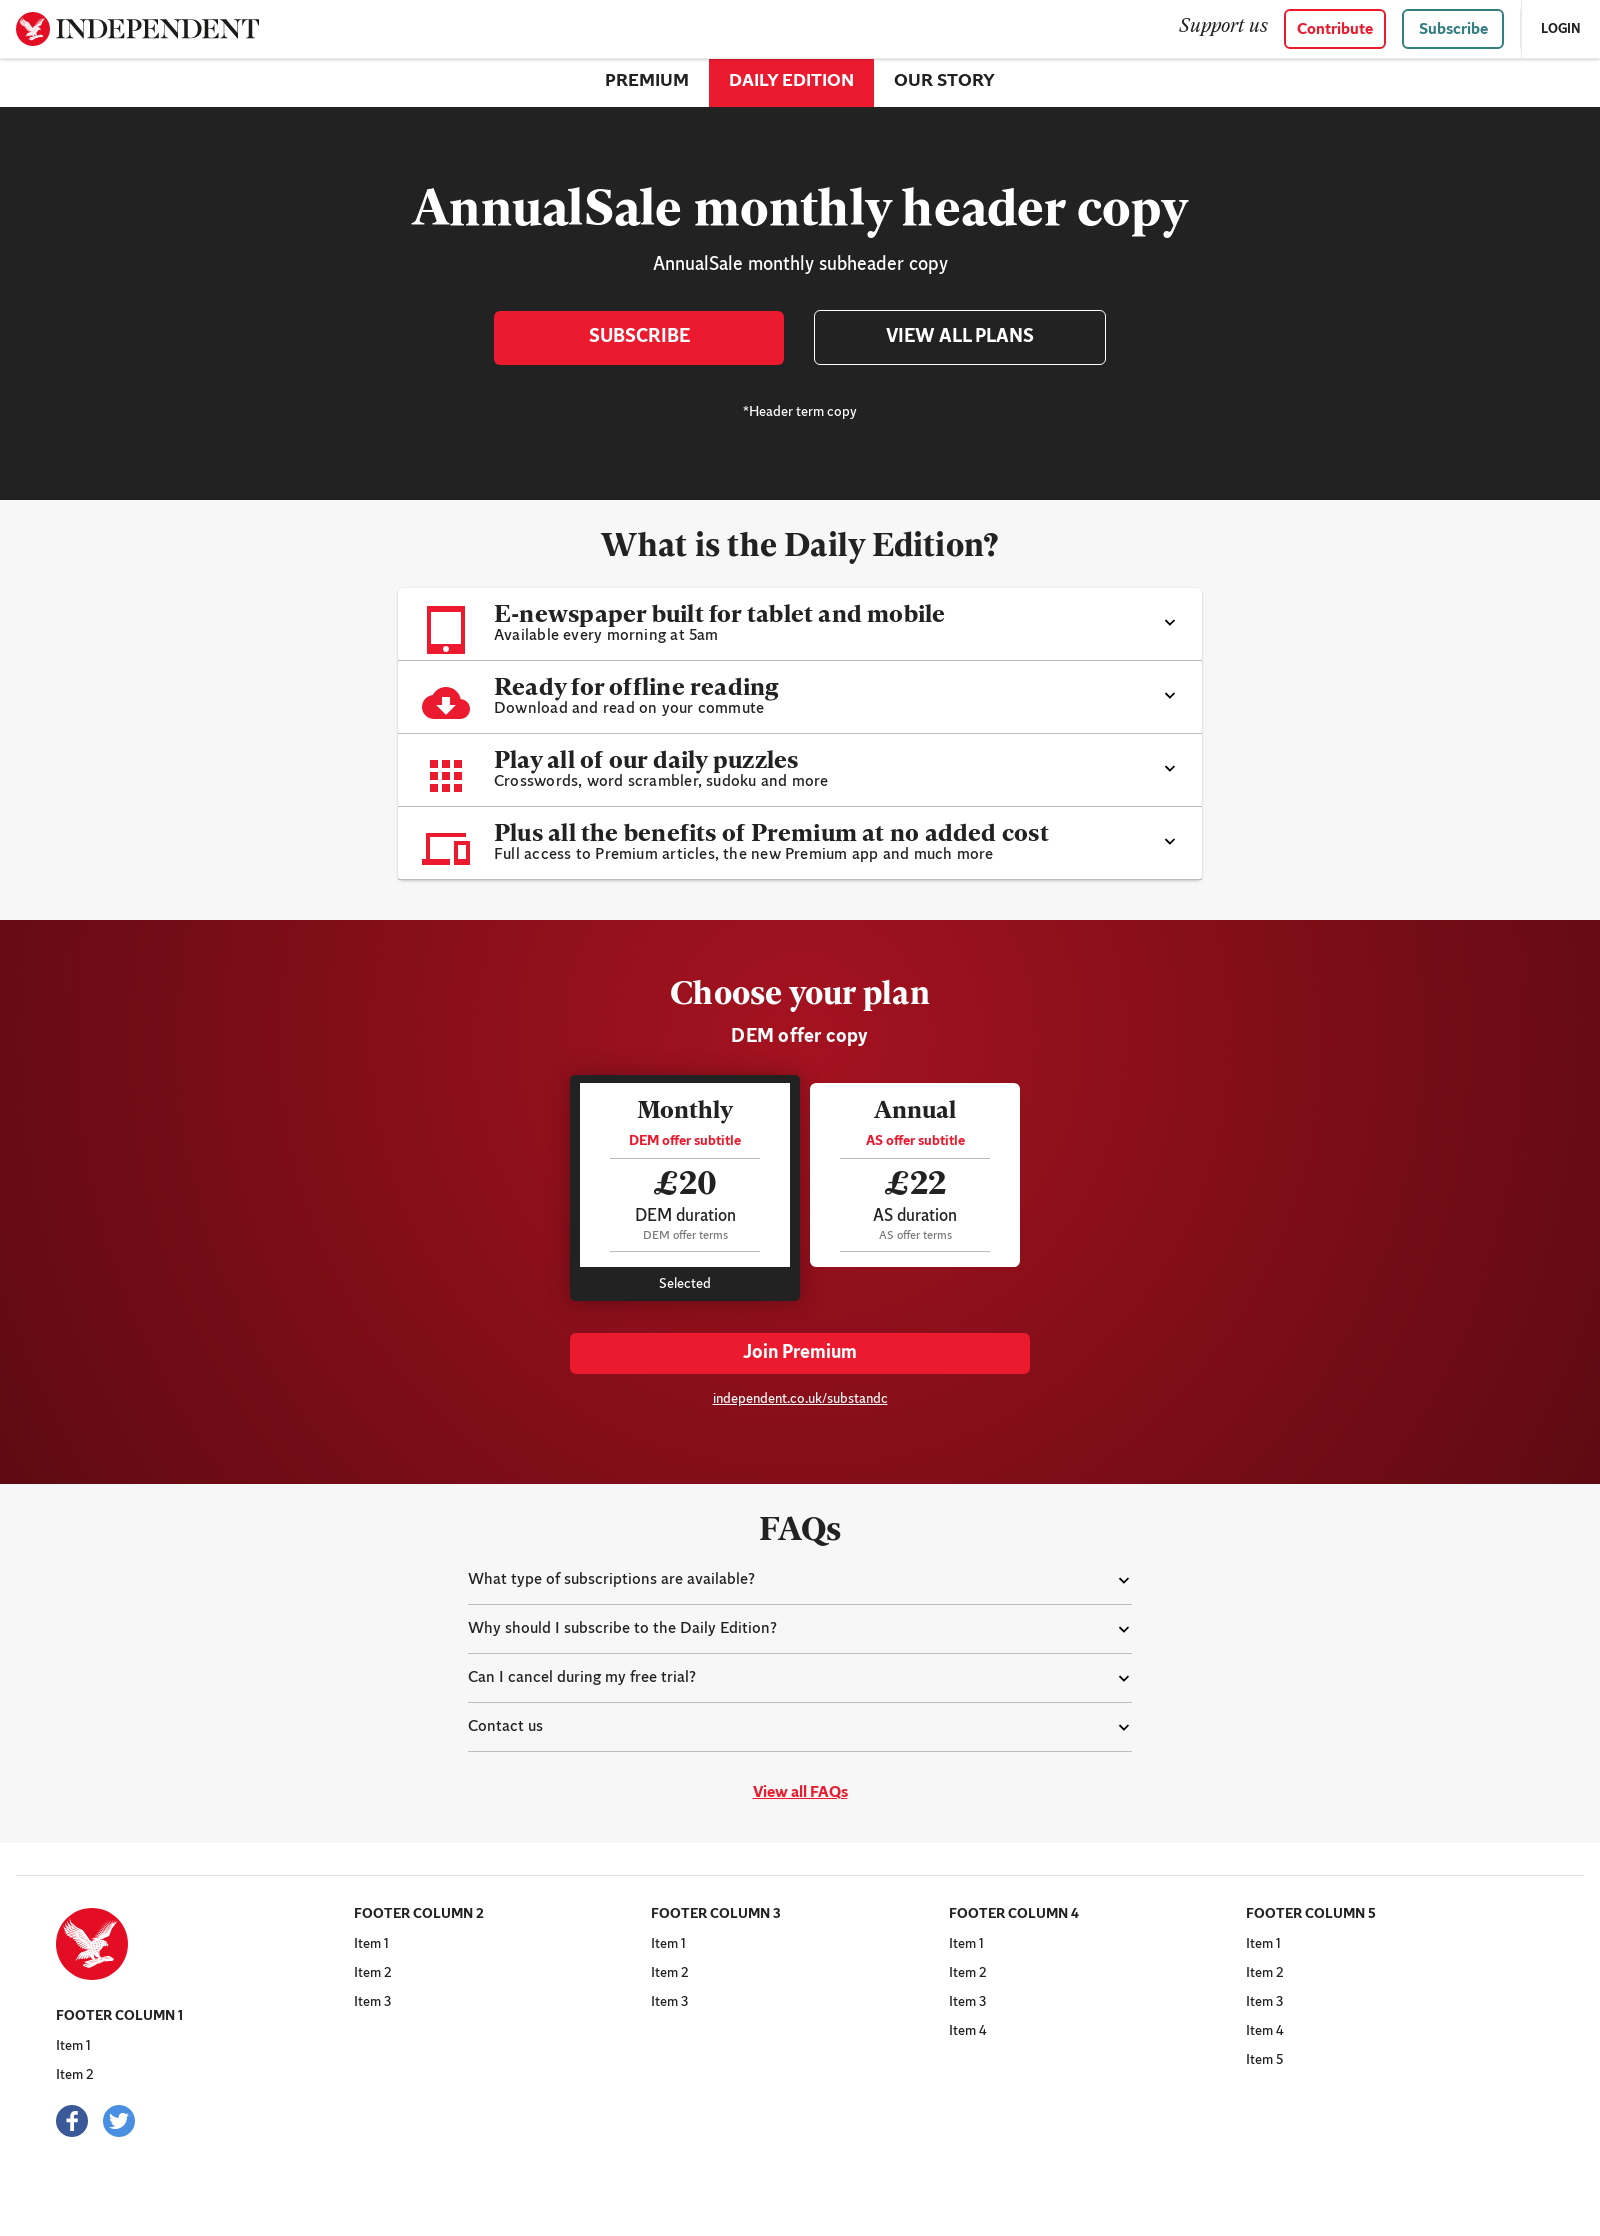 INDEPENDENT
Support us
Contribute
Subscribe
LOGIN
PREMIUM
DAILY EDITION
OUR STORY
AnnualSale monthly header copy
AnnualSale monthly subheader copy
SUBSCRIBE
VIEW ALL PLANS
*Header term copy
What is the Daily Edition?
E-newspaper built for tablet and mobile
Available every morning at 5am
Ready for offline reading
Download and read on your commute
Play all of our daily puzzles
Crosswords, word scrambler, sudoku and more
Plus all the benefits of Premium at no added cost
Full access to Premium articles, the new Premium app and much more
Choose your plan
DEM offer copy
Monthly
DEM offer subtitle
£20
DEM duration
DEM offer terms
Selected
Annual
AS offer subtitle
£22
AS duration
AS offer terms
Join Premium
independent.co.uk/substandc
FAQs
What type of subscriptions are available?
Why should I subscribe to the Daily Edition?
Can I cancel during my free trial?
Contact us
View all FAQs
FOOTER COLUMN 1
Item 1
Item 2
FOOTER COLUMN 2
Item 1
Item 2
Item 3
FOOTER COLUMN 3
Item 1
Item 2
Item 3
FOOTER COLUMN 4
Item 1
Item 2
Item 3
Item 4
FOOTER COLUMN 5
Item 1
Item 2
Item 3
Item 4
Item 5